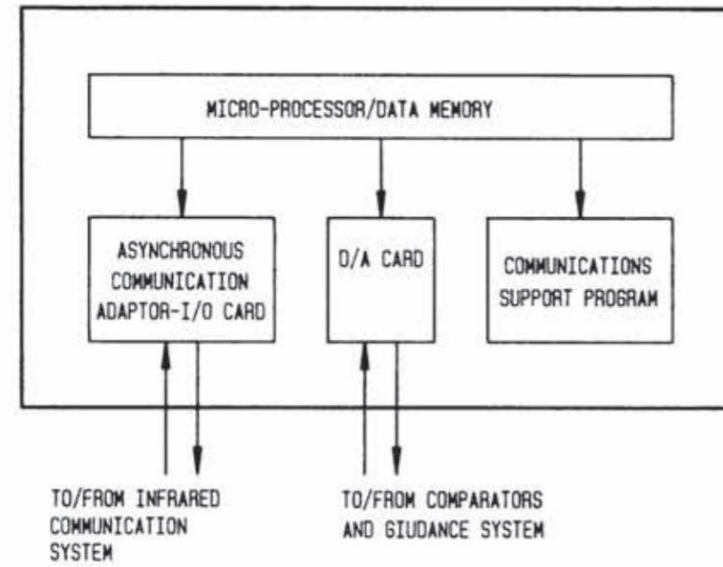 MICRO-PROCESSOR/DATA MEMORY
ASYNCHRONOUS
COMMUNICATION
ADAPTOR-I/O CARD
D/A CARD
COMMUNICATIONS
SUPPORT PROGRAM
TO/FROM INFRARED
COMMUNICATION
SYSTEM
TO/FROM COMPARATORS
AND GIUDANCE SYSTEM